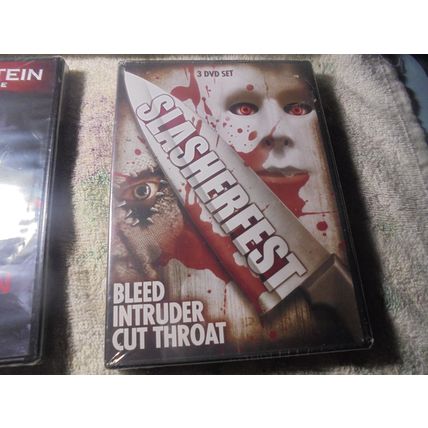 TEIN
E
3 DVD SET
SLASHERFEST
BLEED
INTRUDER
CUT THROAT